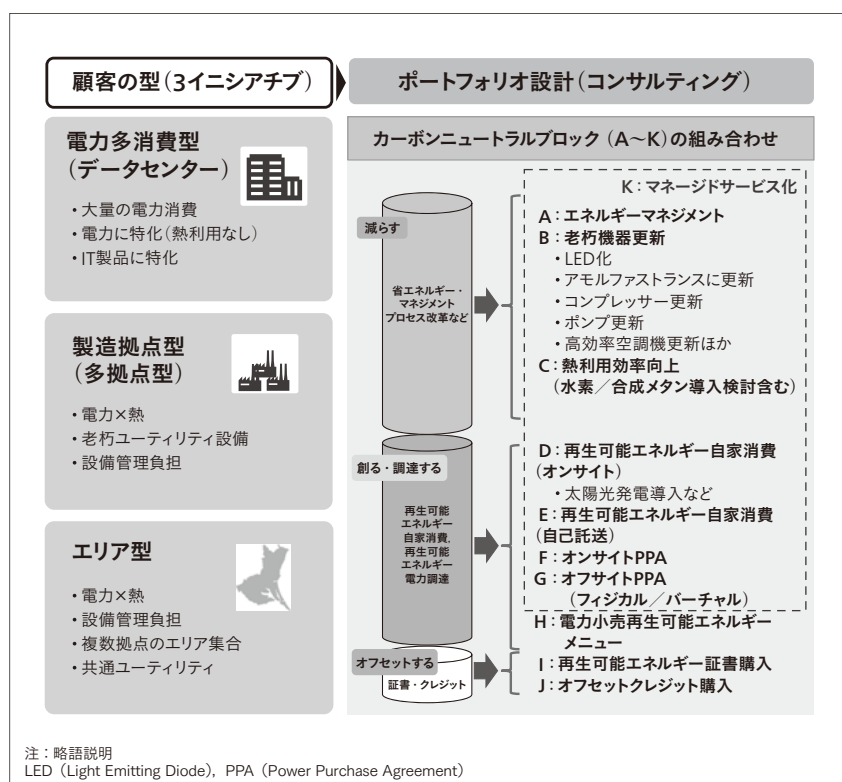 顧客の型(3イニシアチブ)
ポートフォリオ設計(コンサルティング)
電力多消費型
(データセンター)
・大量の電力消費
・電力に特化(熱利用なし)
・IT製品に特化
製造拠点型
(多拠点型)
・電力×熱
・老朽ユーティリティ設備
・設備管理負担
エリア型
・電力×熱
・設備管理負担
・複数拠点のエリア集合
・共通ユーティリティ
カーボンニュートラルブロック(A~K)の組み合わせ
減らす
省エネルギー・
マネジメント
プロセス改革など
創る・調達する
再生可能
エネルギー
自家消費,
再生可能
エネルギー
電力調達
オフセットする
証書・クレジット
K:マネージドサービス化
A:エネルギーマネジメント
B:老朽機器更新
・LED化
・アモルファストランスに更新
・コンプレッサー更新
・ポンプ更新
・高効率空調機更新ほか
C:熱利用効率向上
(水素/合成メタン導入検討含む)
D:再生可能エネルギー自家消費
(オンサイト)
・太陽光発電導入など
E:再生可能エネルギー自家消費
(自己託送)
F:オンサイトPPA
G:オフサイトPPA
(フィジカル/バーチャル)
H:電力小売再生可能エネルギー
メニュー
I:再生可能エネルギー証書購入
J:オフセットクレジット購入
注:略語説明
LED(Light Emitting Diode),PPA(Power Purchase Agreement)